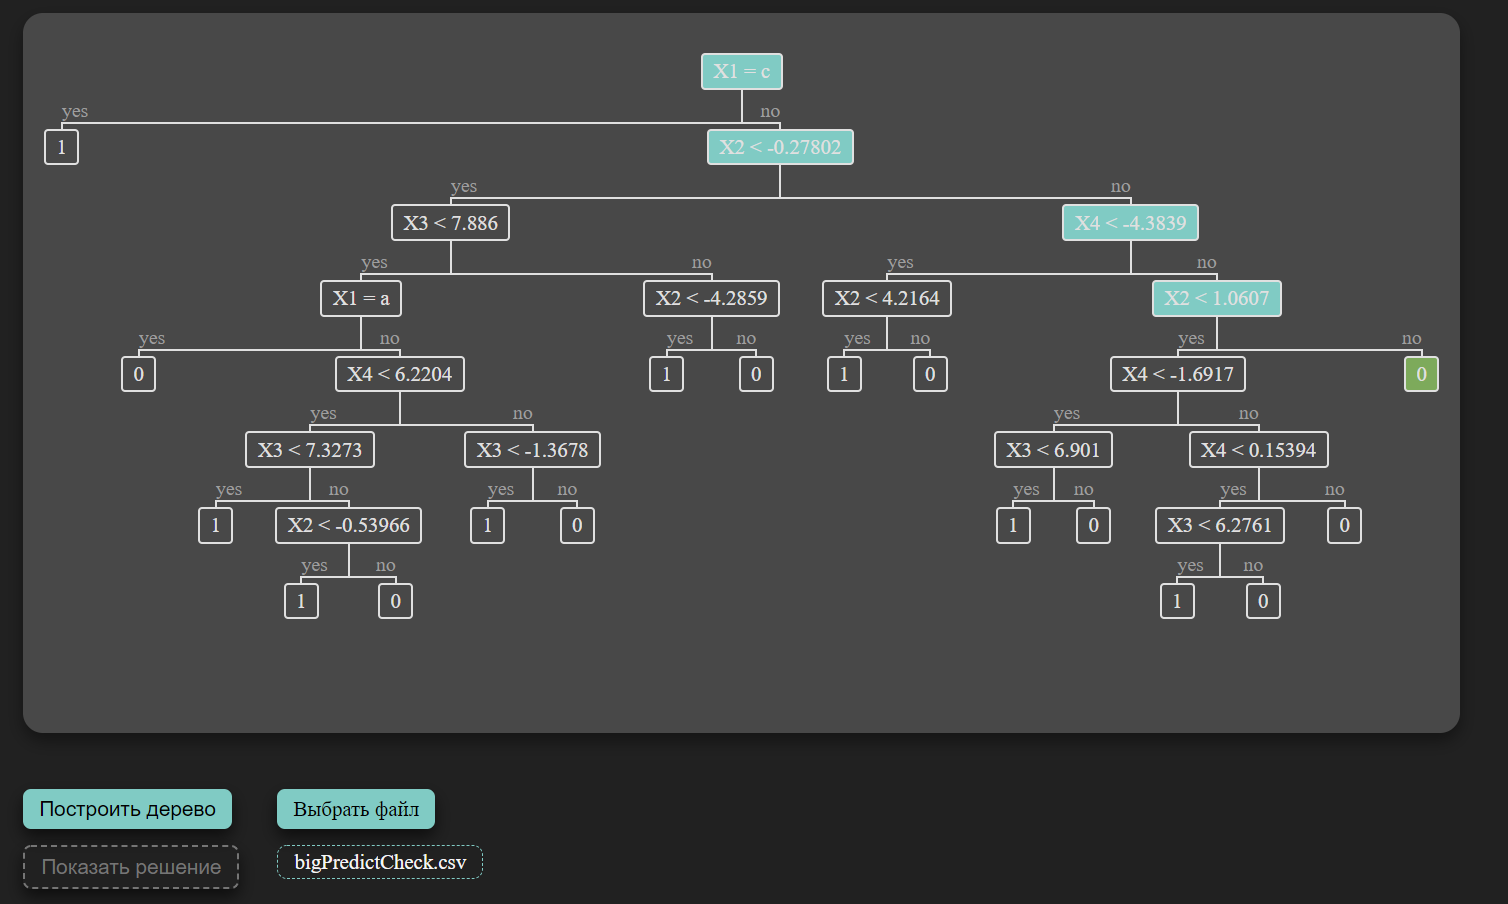 X1 = c
yes no
1 X2 < -0.27802
yes no
X3 < 7.886 X4 < -4.3839
yes no yes no
X1 = a X2 < -4.2859 X2 < 4.2164 X2 < 1.0607
yes no yes no yes no yes no
0 X4 < 6.2204 1 0 1 0 X4 < -1.6917 0
yes no yes no
X3 < 7.3273 X3 < -1.3678 X3 < 6.901 X4 < 0.15394
yes no yes no yes no yes no
1 X2 < -0.53966 1 0 1 0 X3 < 6.2761 0
yes no yes no
1 0 1 0
Построить дерево Выбрать файл
Показать решение bigPredictCheck.csv